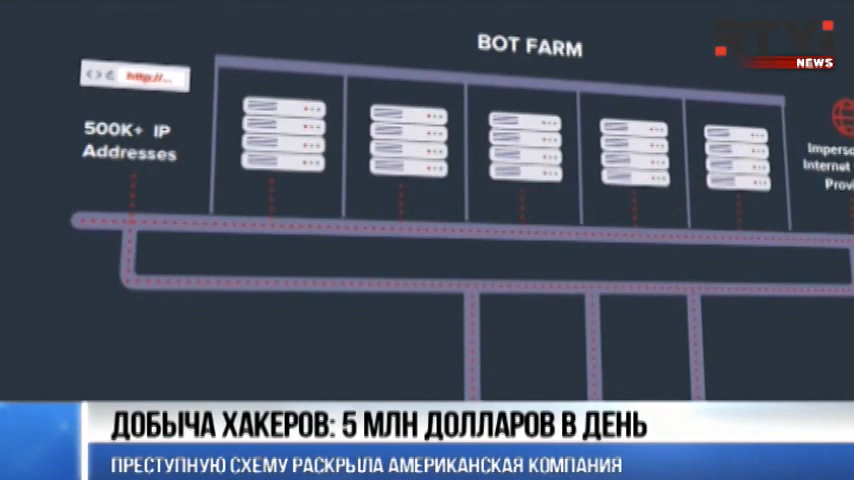 BOT FARM
RTVi
NEWS
http://...
500K+ IP
Addresses
Internet
ДОБЫЧА ХАКЕРОВ: 5 МЛН ДОЛЛАРОВ В ДЕНЬ
ПРЕСТУПНУЮ СХЕМУ РАСКРЫЛА АМЕРИКАНСКАЯ КОМПАНИЯ